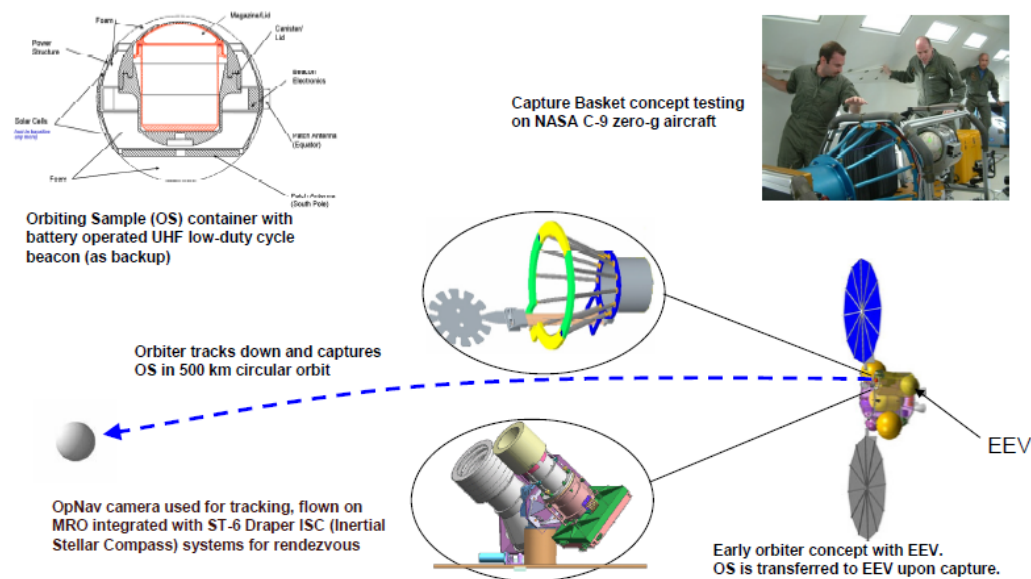 Foam
Magazine/Lid
Canister/
Lid
Power
Structure
Electronics
Solar Cells
Patch Antenna
(Equator)
Foam
(South Pole)
Orbiting Sample (OS) container with
battery operated UHF low-duty cycle
beacon (as backup)
Capture Basket concept testing
on NASA C-9 zero-g aircraft
Orbiter tracks down and captures
OS in 500 km circular orbit
EEV
OpNav camera used for tracking, flown on
MRO integrated with ST-6 Draper ISC (Inertial
Stellar Compass) systems for rendezvous
Early orbiter concept with EEV.
OS is transferred to EEV upon capture.